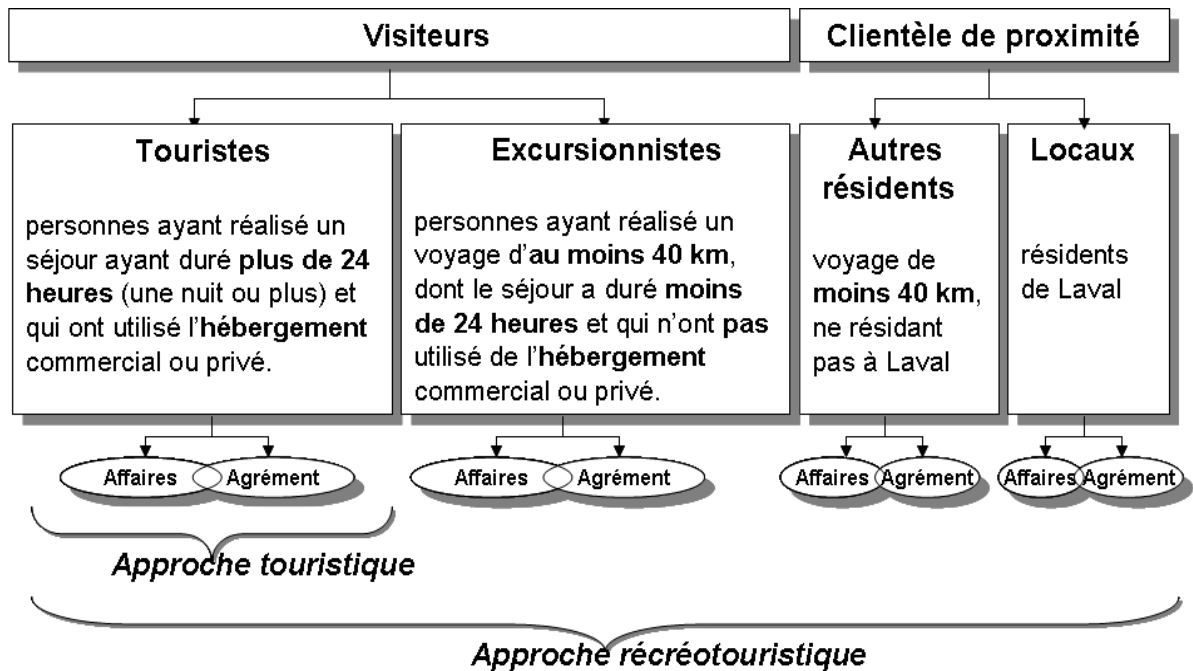 Visiteurs
Clientèle de proximité
Touristes
personnes ayant réalisé un
séjour ayant duré plus de 24
heures (une nuit ou plus) et
qui ont utilisé l'hébergement
commercial ou privé.
Excursionnistes
personnes ayant réalisé un
voyage d'au moins 40 km,
dont le séjour a duré moins
de 24 heures et qui n'ont pas
utilisé de l'hébergement
commercial ou privé.
Autres
résidents
voyage de
moins 40 km,
ne résidant
pas à Laval
Locaux
résidents
de Laval
Affaires
Agrément
Affaires
Agrément
Affaires
Agrément
Affaires
Agrément
Approche touristique
Approche récréotouristique